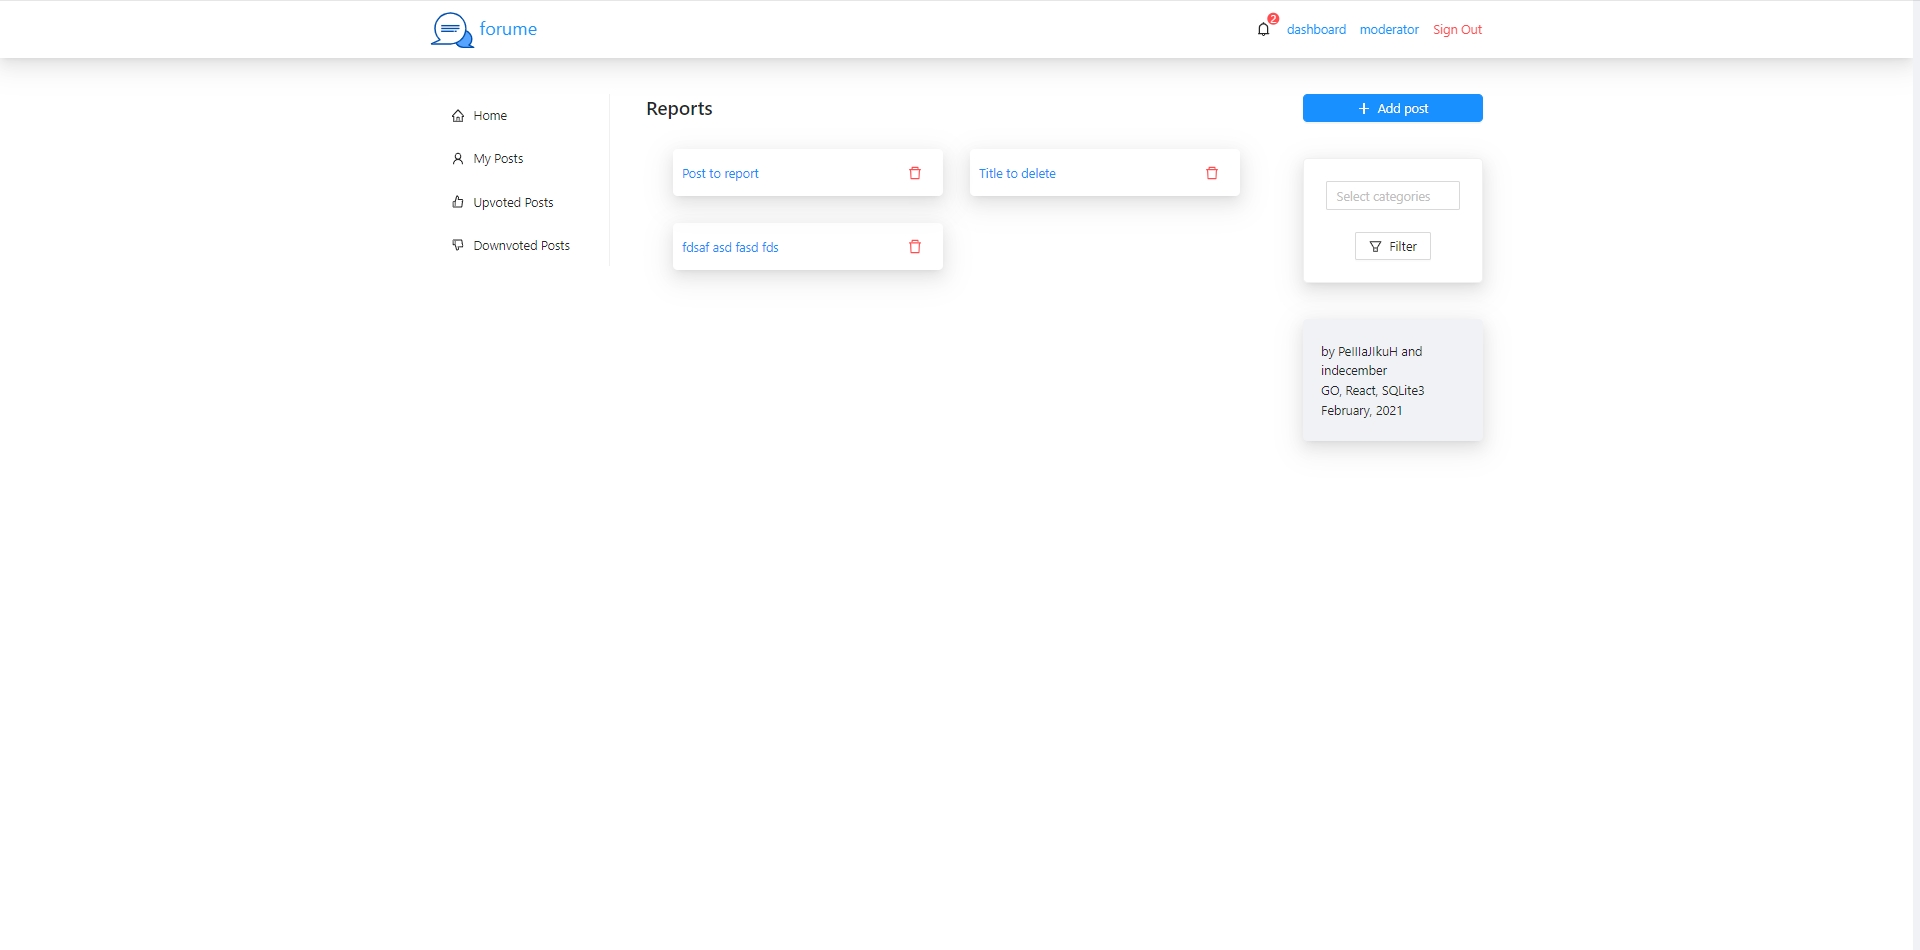 forume
2
dashboard
moderator
Sign Out
Home
My Posts
Upvoted Posts
Downvoted Posts
Reports
Post to report
Title to delete
fdsaf asd fasd fds
Add post
Select categories
Filter
by PeIIIaJIkuH and
indecember
GO, React, SQLite3
February, 2021